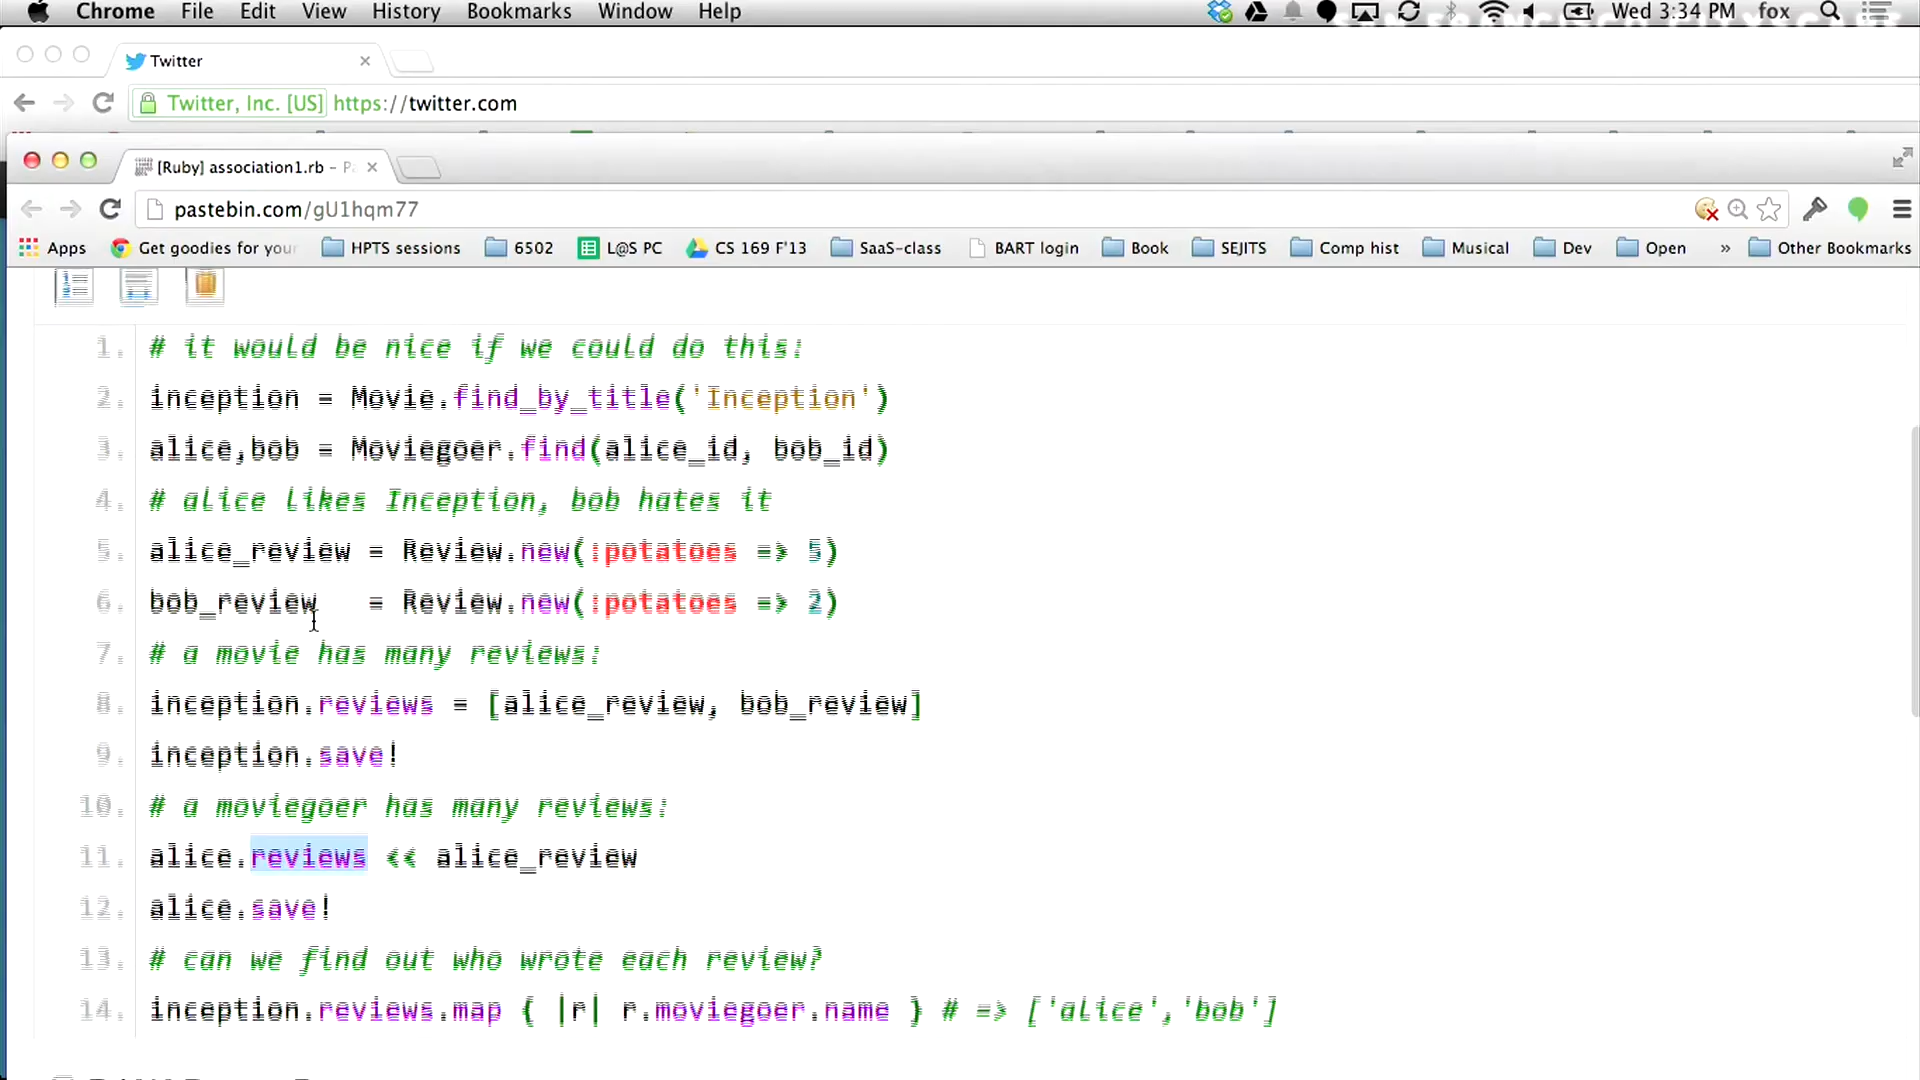 Chrome File Edit View History Bookmarks Window Help Wed 3:34 PM fox
Twitter
Twitter, Inc. [US] https://twitter.com
[Ruby] association1.rb – P
pastebin.com/gU1hqm77
Apps Get goodies for your HPTS sessions 6502 L@S PC CS 169 F'13 SaaS-class BART login Book SEJITS Comp hist Musical Dev Open » Other Bookmarks
1. # it would be nice if we could do this:
2. inception = Movie.find_by_title('Inception')
3. alice,bob = Moviegoer.find(alice_id, bob_id)
4. # alice likes Inception, bob hates it
5. alice_review = Review.new(:potatoes => 5)
6. bob_review   = Review.new(:potatoes => 2)
7. # a movie has many reviews:
8. inception.reviews = [alice_review, bob_review]
9. inception.save!
10. # a moviegoer has many reviews:
11. alice.reviews << alice_review
12. alice.save!
13. # can we find out who wrote each review?
14. inception.reviews.map { |r| r.moviegoer.name } # => ['alice','bob']